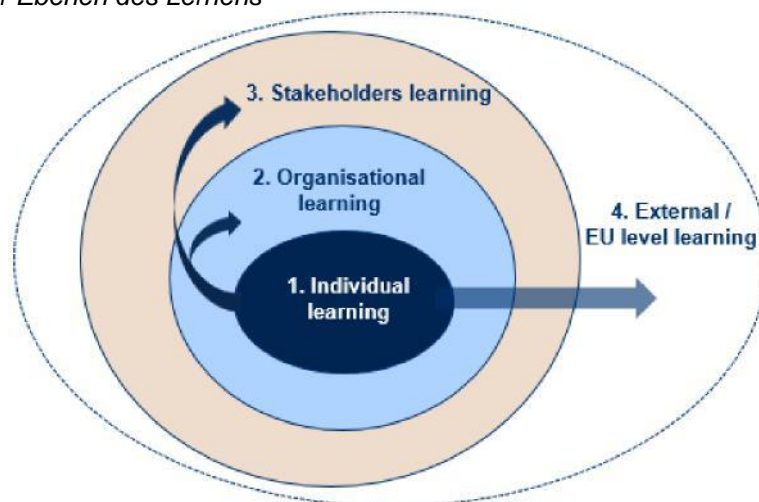 Ebenen des Lernens
3. Stakeholders learning
2. Organisational
learning
4. External /
EU level learning
1. Individual
learning